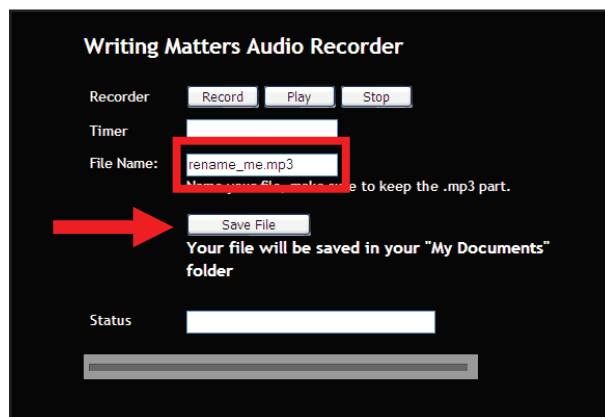 Writing Matters Audio Recorder
Recorder Record Play Stop
Timer
File Name: rename_me.mp3
Name your file, make sure to keep the .mp3 part.
Save File
Your file will be saved in your "My Documents"
folder
Status